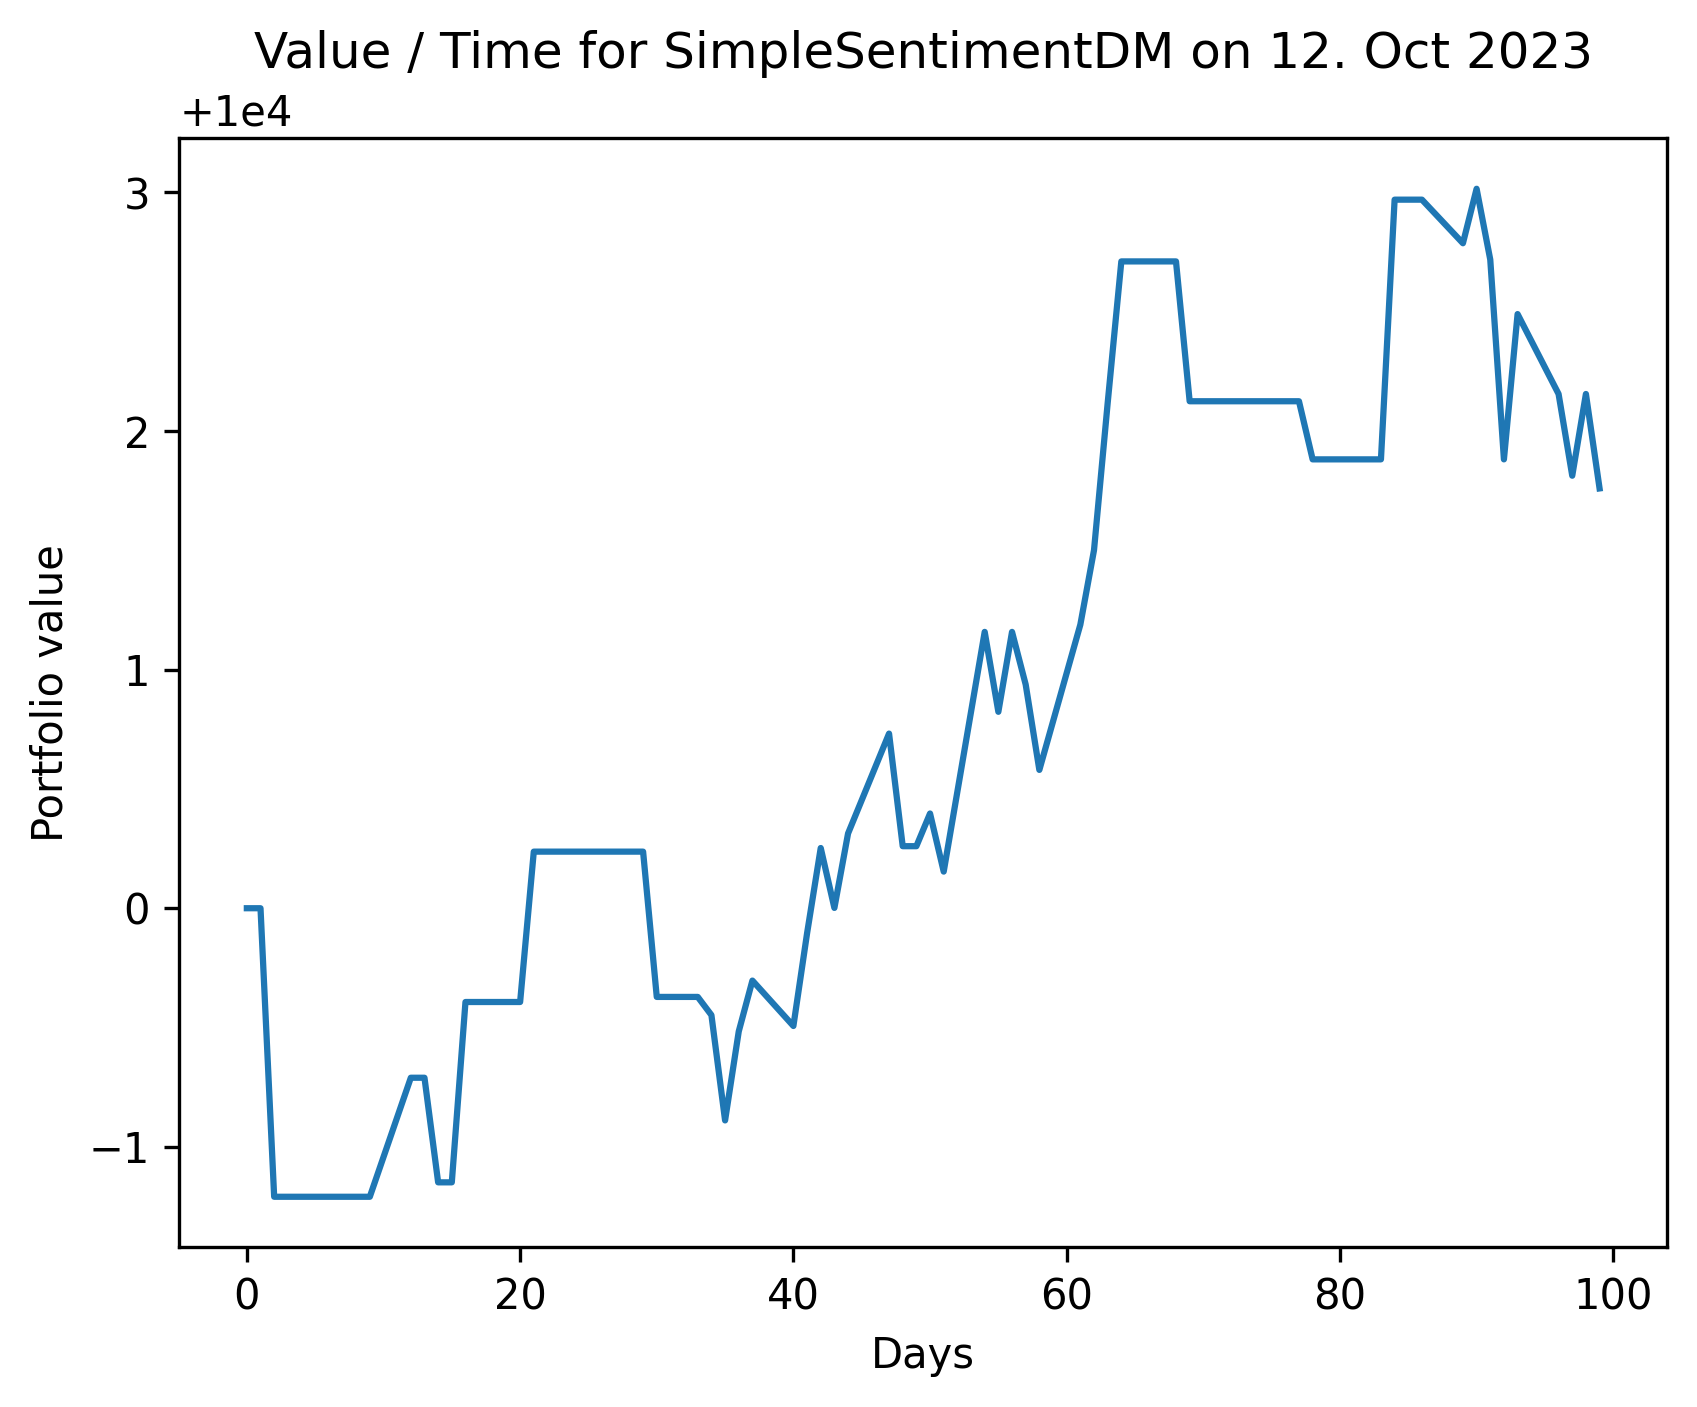 Value / Time for SimpleSentimentDM on 12. Oct 2023
+1e4
3
2
1
0
−1
Portfolio value
0 20 40 60 80 100
Days